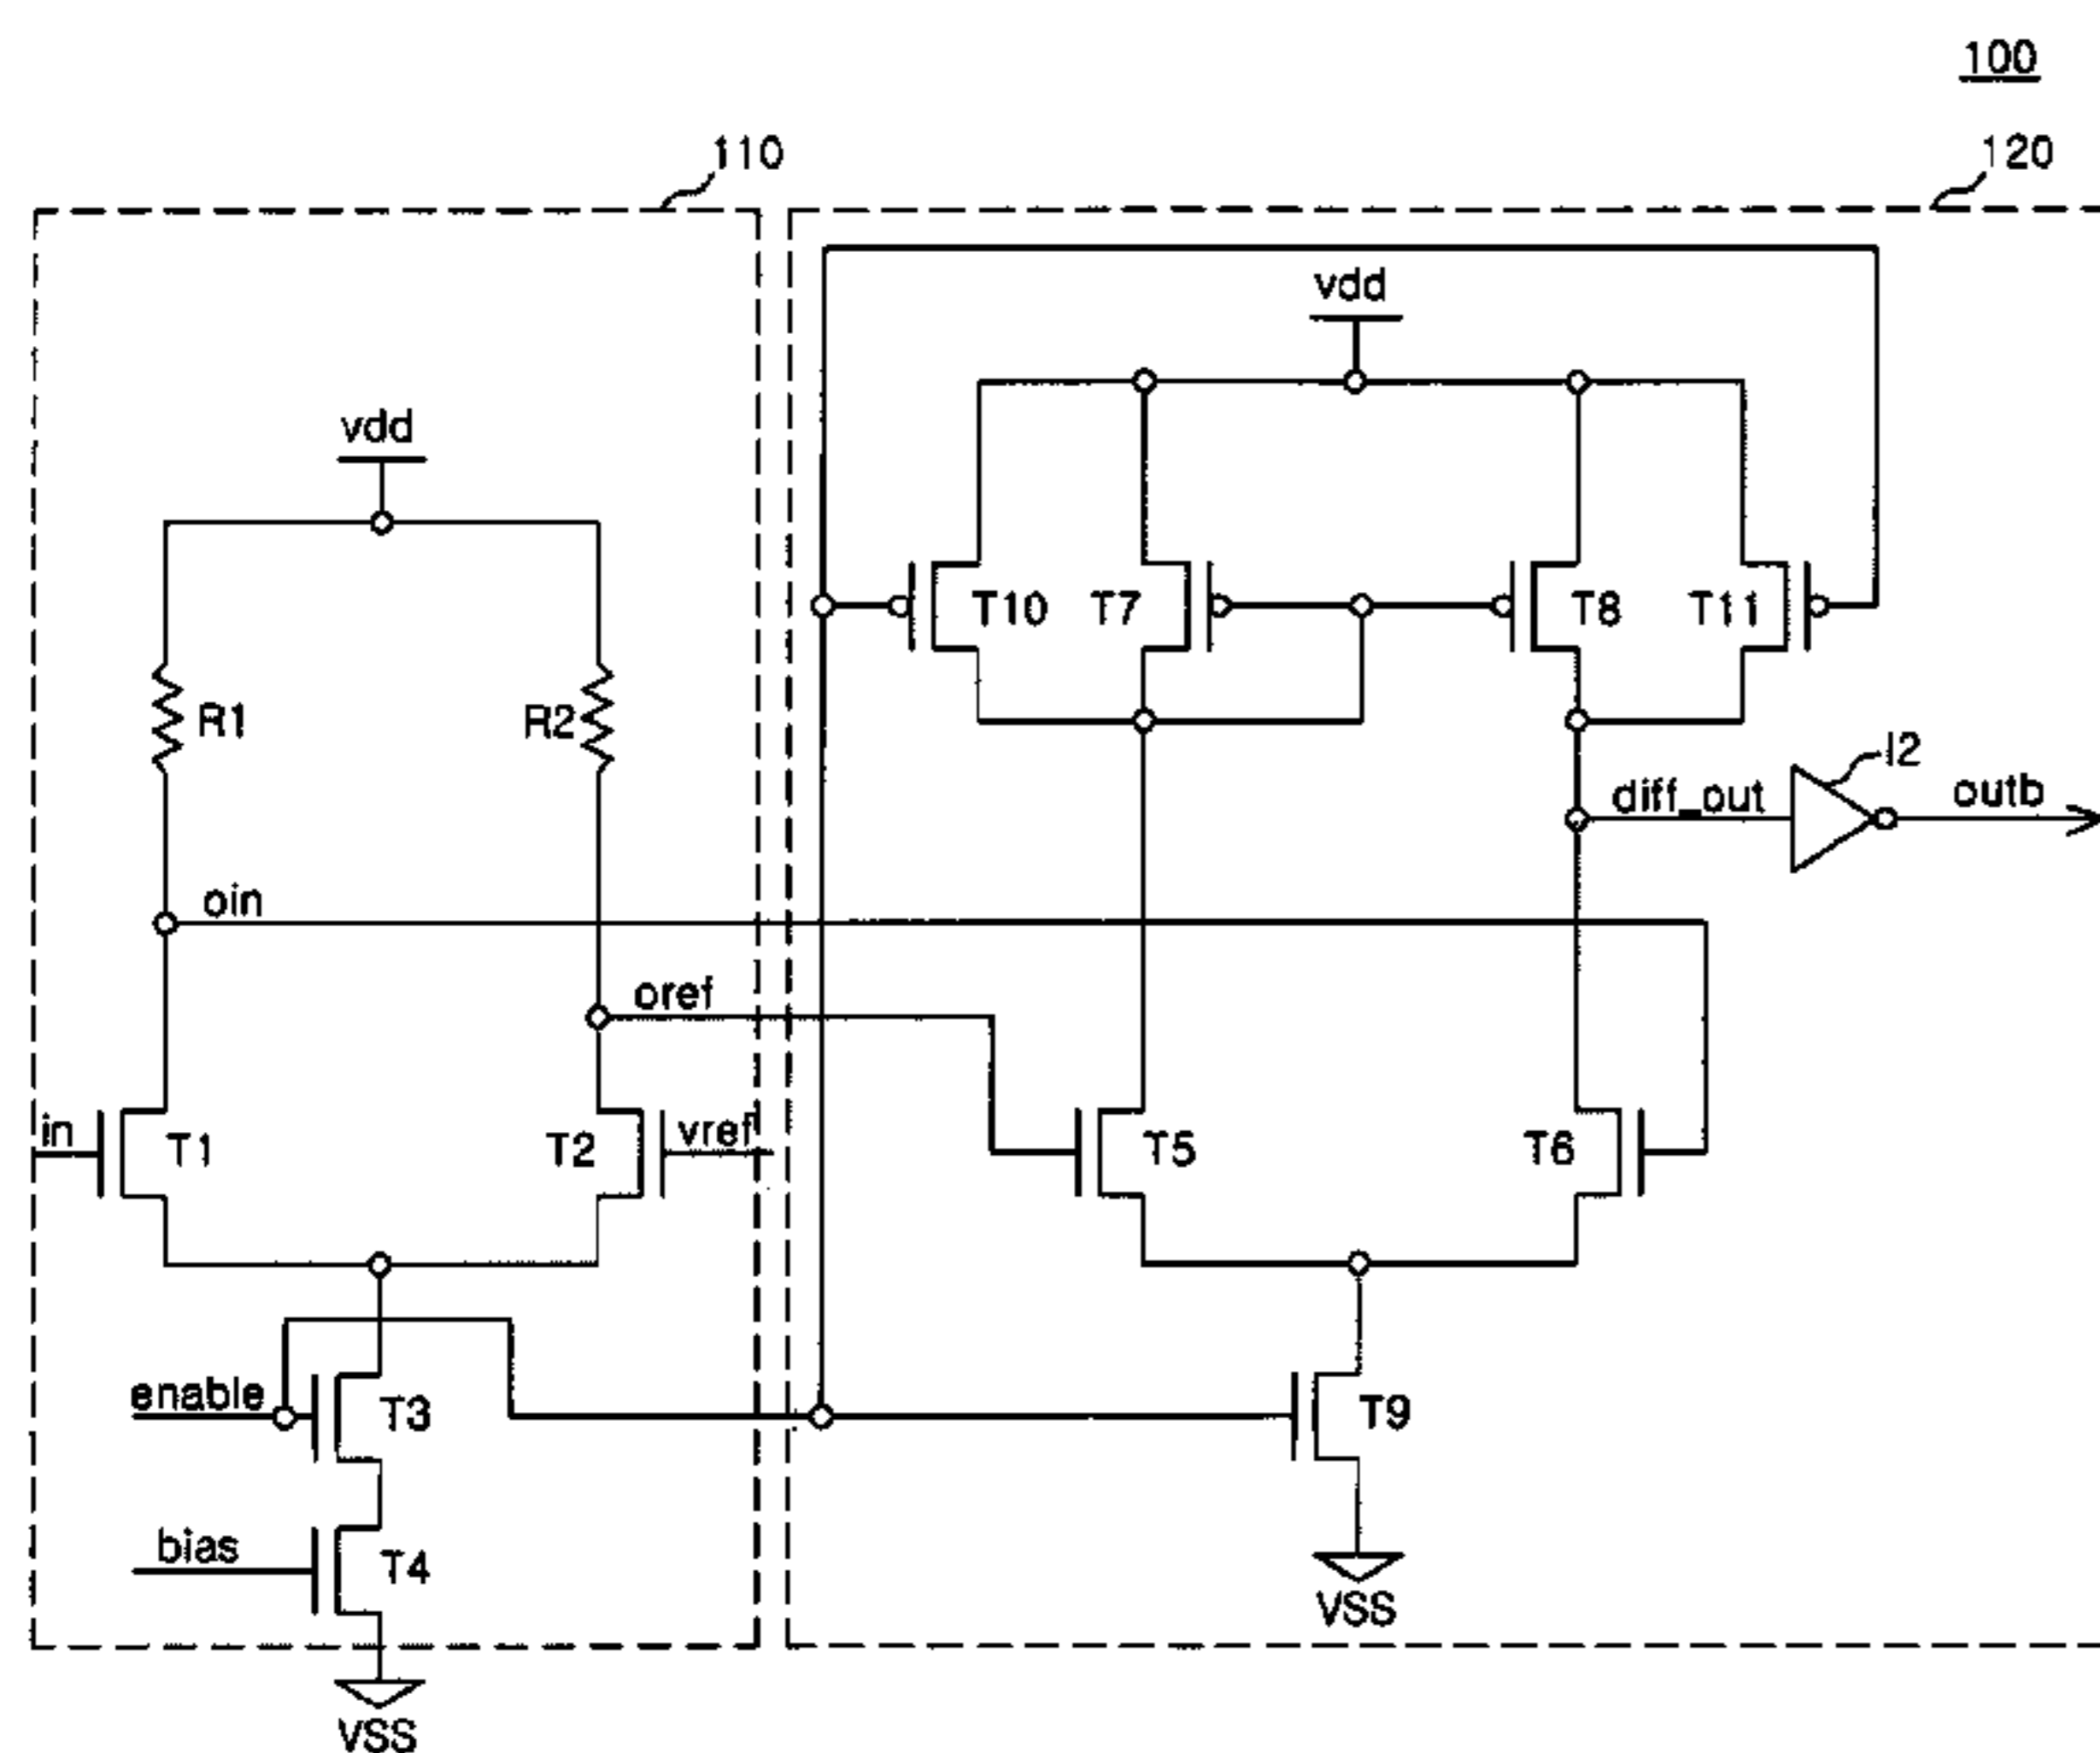 100
110
120
vdd
vdd
T10
T7
T8
T11
R1
R2
I2
diff_out
outb
oin
oref
in
T1
T2
vref
T5
T6
enable
T3
T9
bias
T4
VSS
VSS